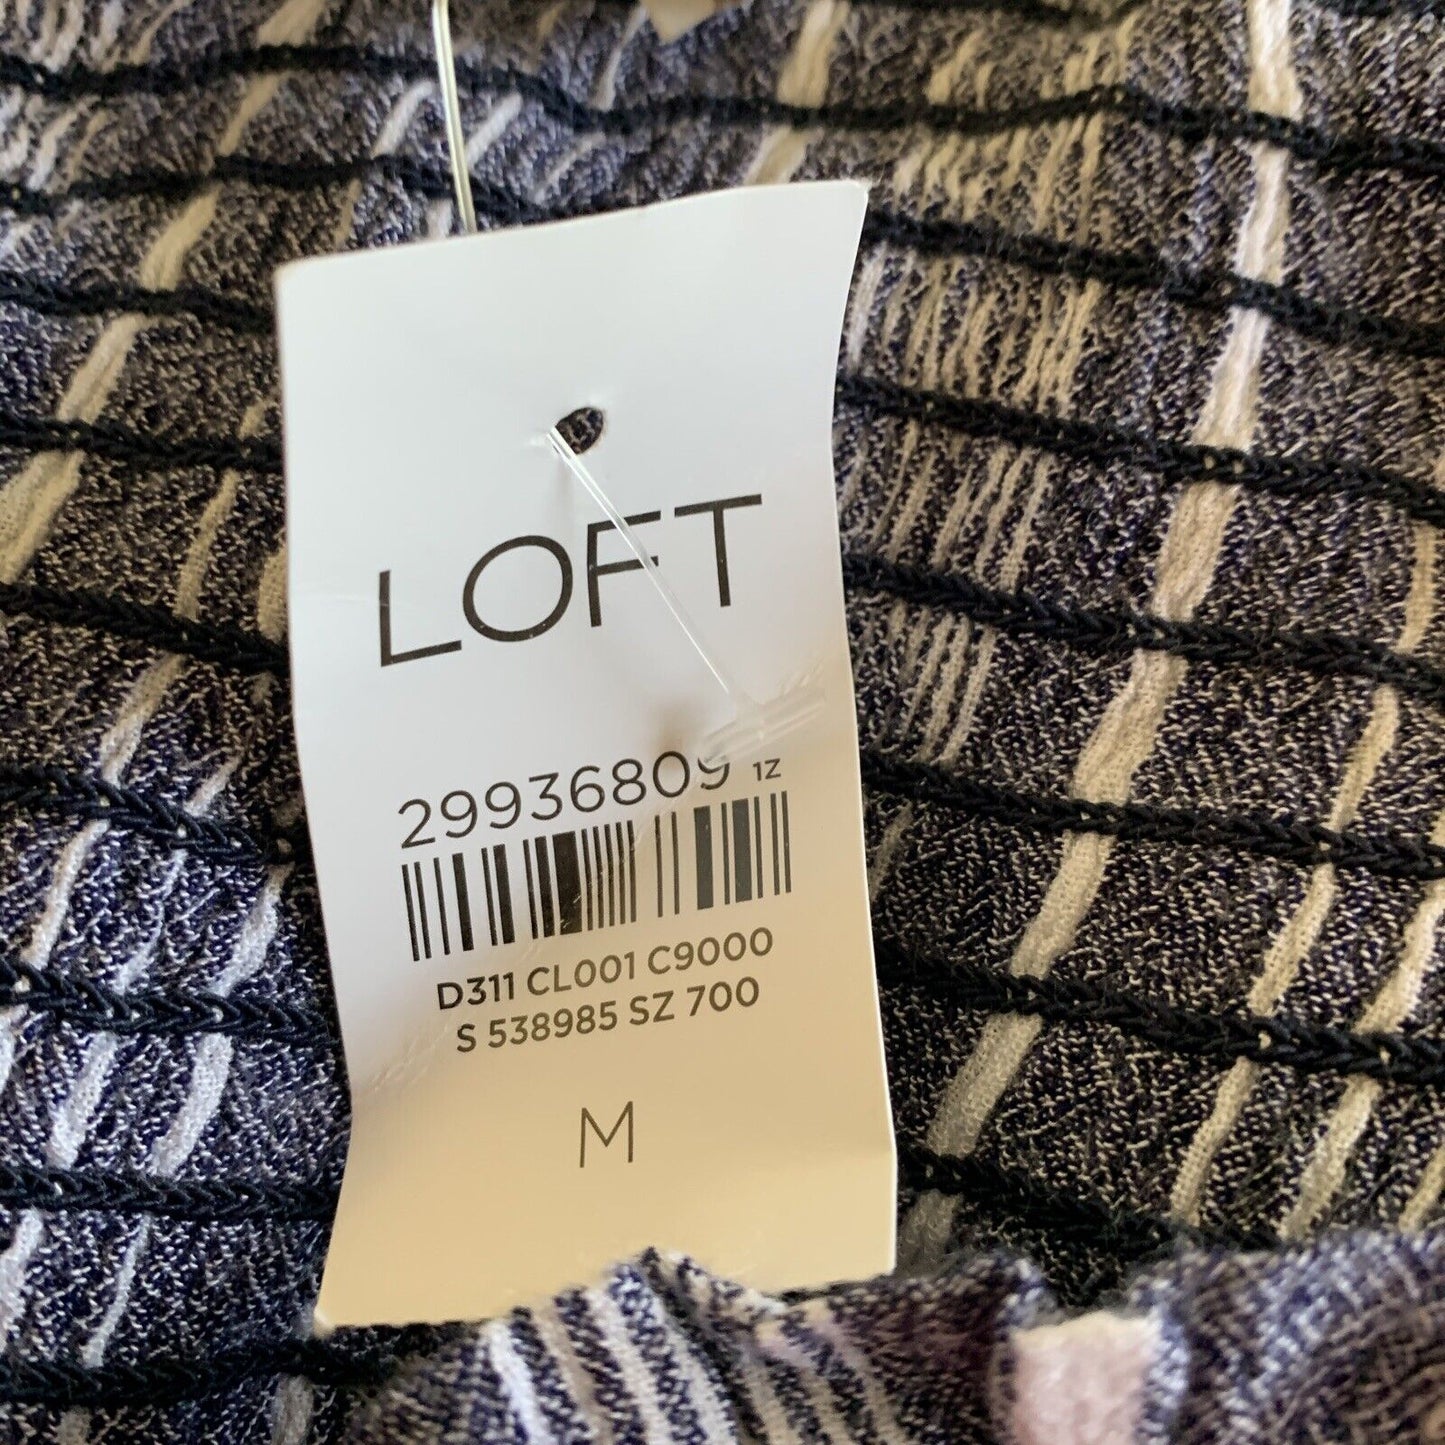 LOFT
29936809 1Z
D311 CL001 C9000
S 538985 SZ 700
M